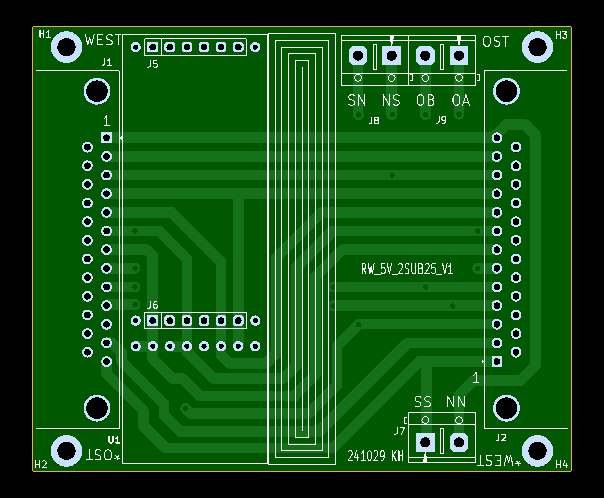 H1
WEST
J1
J5
OST
H3
SN NS OB OA
J8
J9
1
RW_5V_2SUB25_V1
J6
1
SS NN
J7
U1
*OST
H2
241029 KH
J2
*WEST
H4